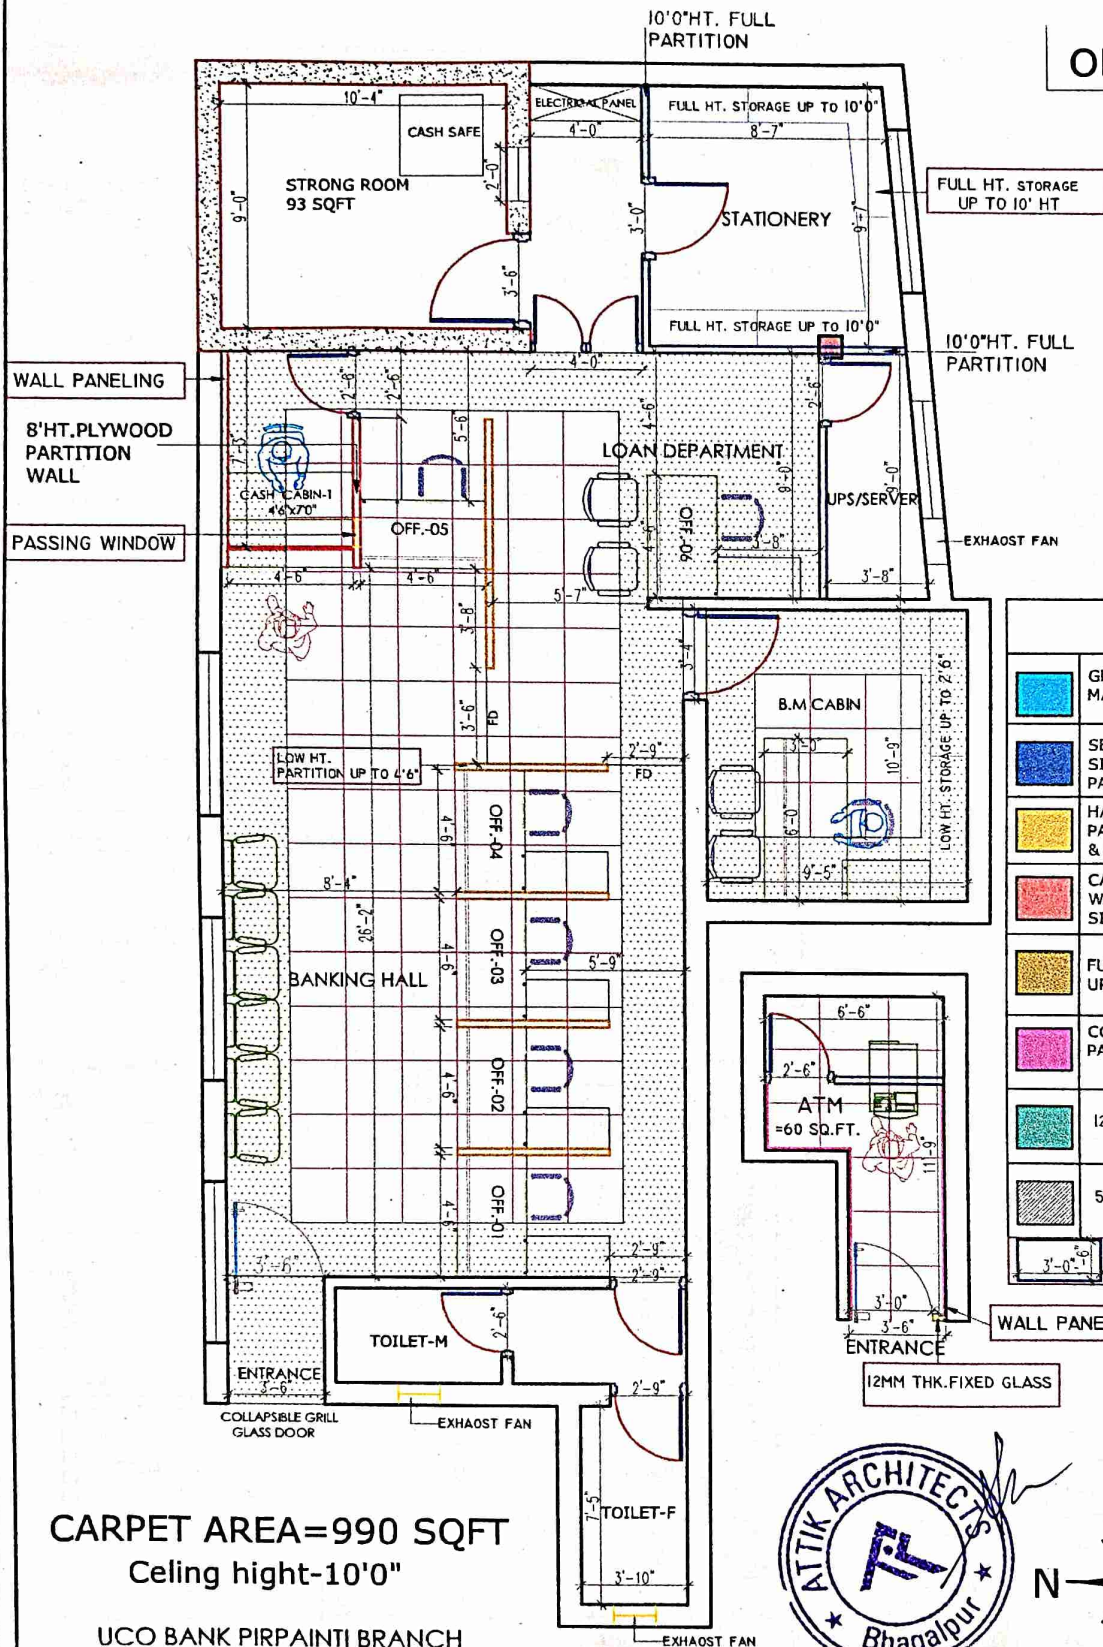 10'0"HT. FULL
PARTITION
10'-4"
CASH SAFE
ELECTRICAL PANEL
4'-0"
FULL HT. STORAGE UP TO 10'0"
8'-7"
STRONG ROOM
93 SQFT
2'-0"
9'-0"
3'-0"
STATIONERY
9'-7"
FULL HT. STORAGE
UP TO 10' HT
3'-6"
FULL HT. STORAGE UP TO 10'0"
10'0"HT. FULL
PARTITION
4'-0"
WALL PANELING
2'-8"
2'-6"
5'-6"
4'-6"
2'-6"
8'HT.PLYWOOD
PARTITION
WALL
LOAN DEPARTMENT
9'-0"
9'-0"
CASH CABIN-1
4'6"X7'0"
OFF.-05
OFF.-06
UPS/SERVER
PASSING WINDOW
4'-6"
3'-8"
EXHAOST FAN
4'-6"
4'-6"
5'-7"
3'-8"
3'-8"
3'-4"
B.M CABIN
LOW HT. STORAGE UP TO 2'6"
3'-6"
FD
3'-0"
10'-9"
LOW HT.
PARTITION UP TO 4'6"
2'-9"
FD
OFF.-04
4'-6"
6'-0"
8'-4"
9'-5"
26'-2"
OFF.-03
4'-6"
5'-9"
BANKING HALL
6'-6"
2'-6"
OFF.-02
4'-6"
ATM
=60 SQ.FT.
11'-9"
OFF.-01
4'-6"
3'-6"
2'-9"
2'-9"
3'-0"
1'-6"
3'-0"
3'-6"
WALL PANE
ENTRANCE
TOILET-M
2'-6"
ENTRANCE
3'-6"
2'-9"
12MM THK.FIXED GLASS
COLLAPSIBLE GRILL
GLASS DOOR
EXHAOST FAN
7'-5"
TOILET-F
3'-10"
EXHAOST FAN
CARPET AREA=990 SQFT
Celing hight-10'0"
UCO BANK PIRPAINTI BRANCH
ATTIK ARCHITECTS
Bhagalpur
N